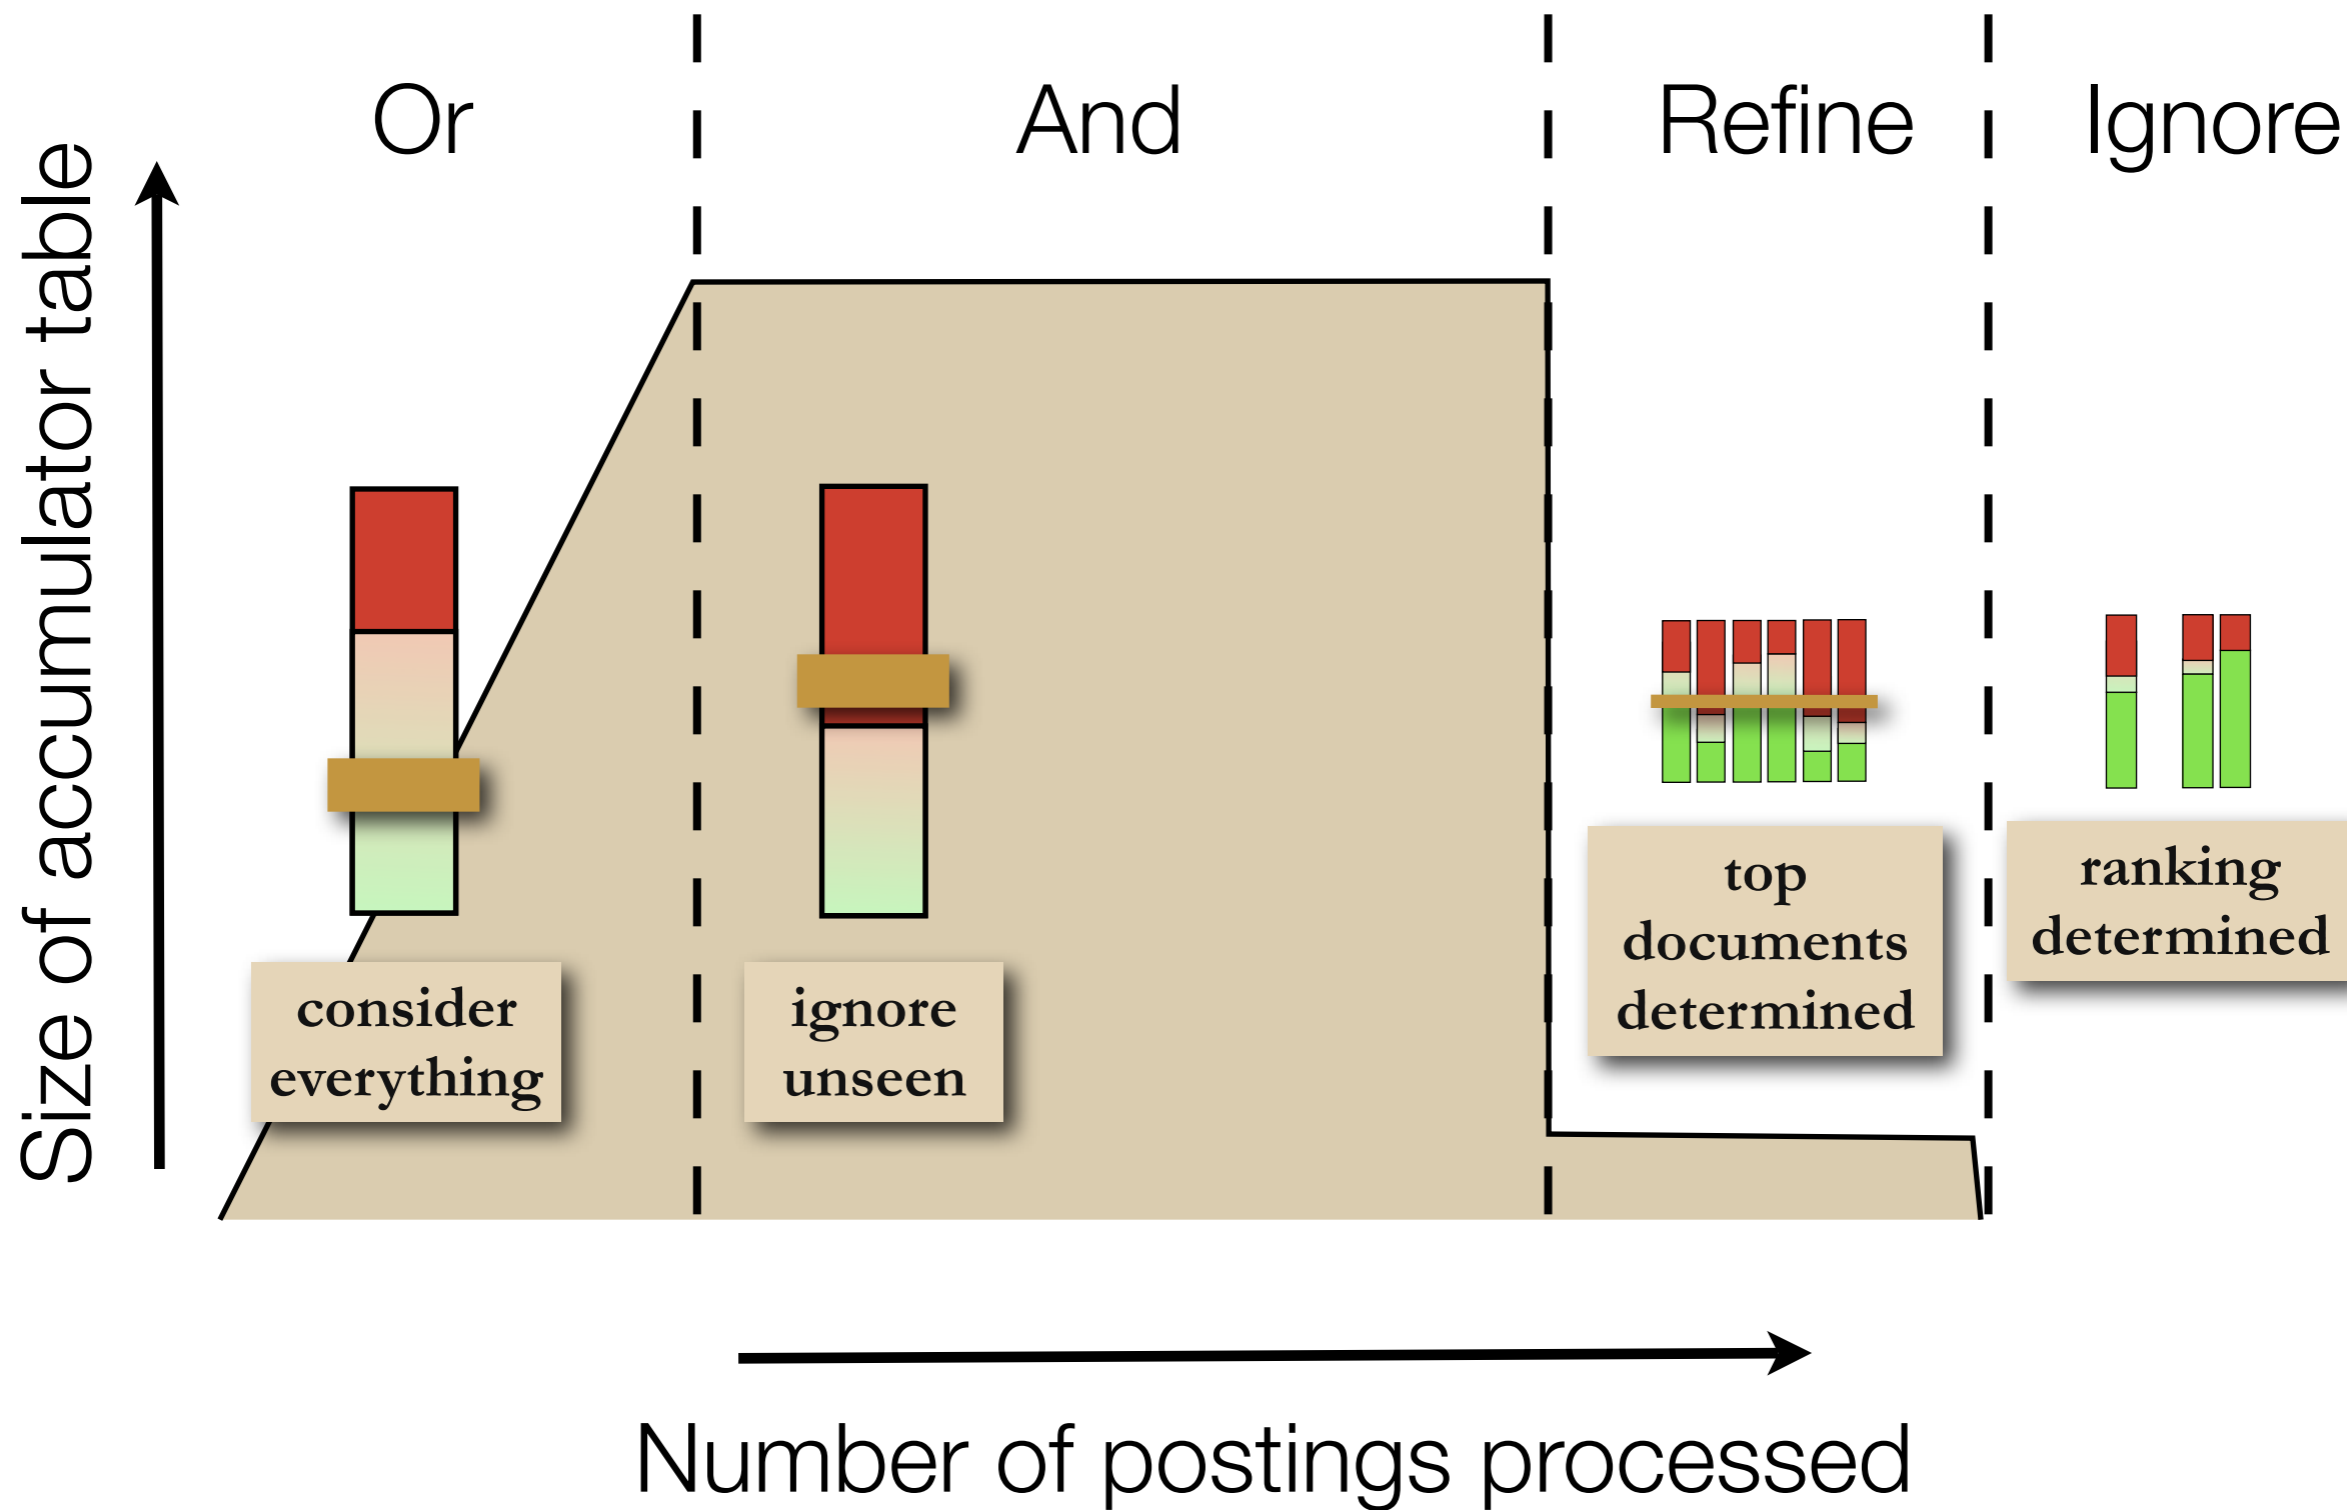 Or
And
Refine
Ignore
Size of accumulator table
consider
everything
ignore
unseen
top
documents
determined
ranking
determined
Number of postings processed